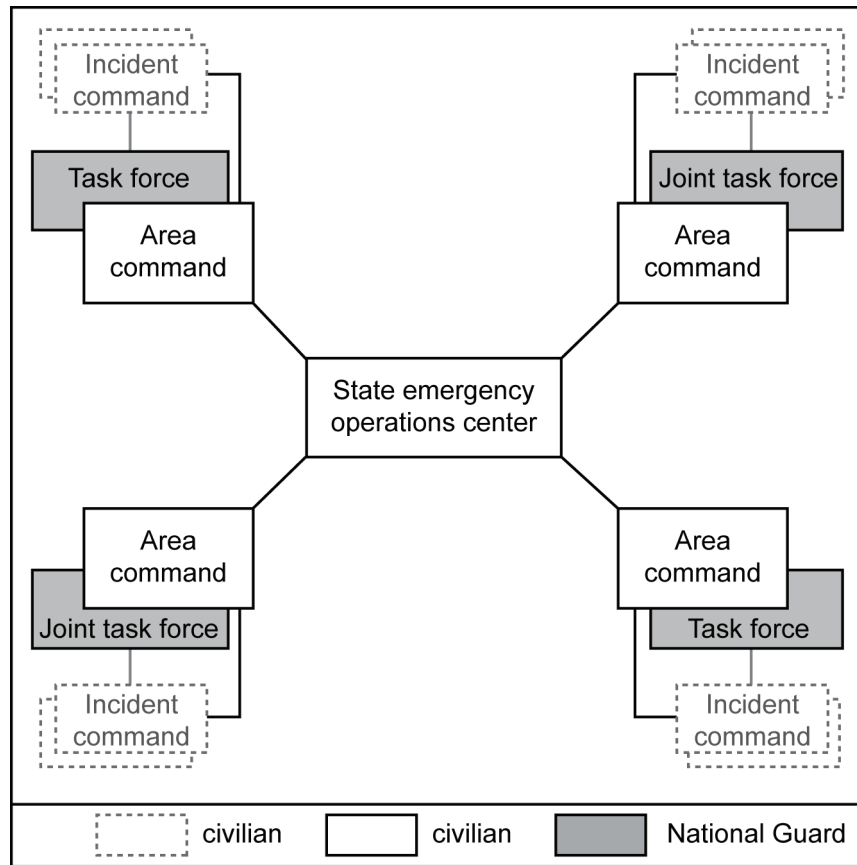 Incident
command
Incident
command
Task force
Joint task force
Area
command
Area
command
State emergency
operations center
Area
command
Area
command
Joint task force
Task force
Incident
command
Incident
command
civilian
civilian
National Guard